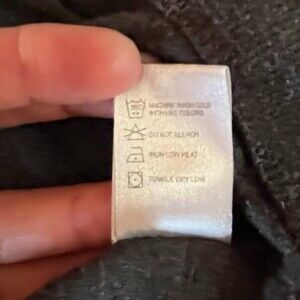 MACHINE WASH COLD
WITH LIKE COLORS
DO NOT BLEACH
IRON LOW HEAT
TUMBLE DRY LOW